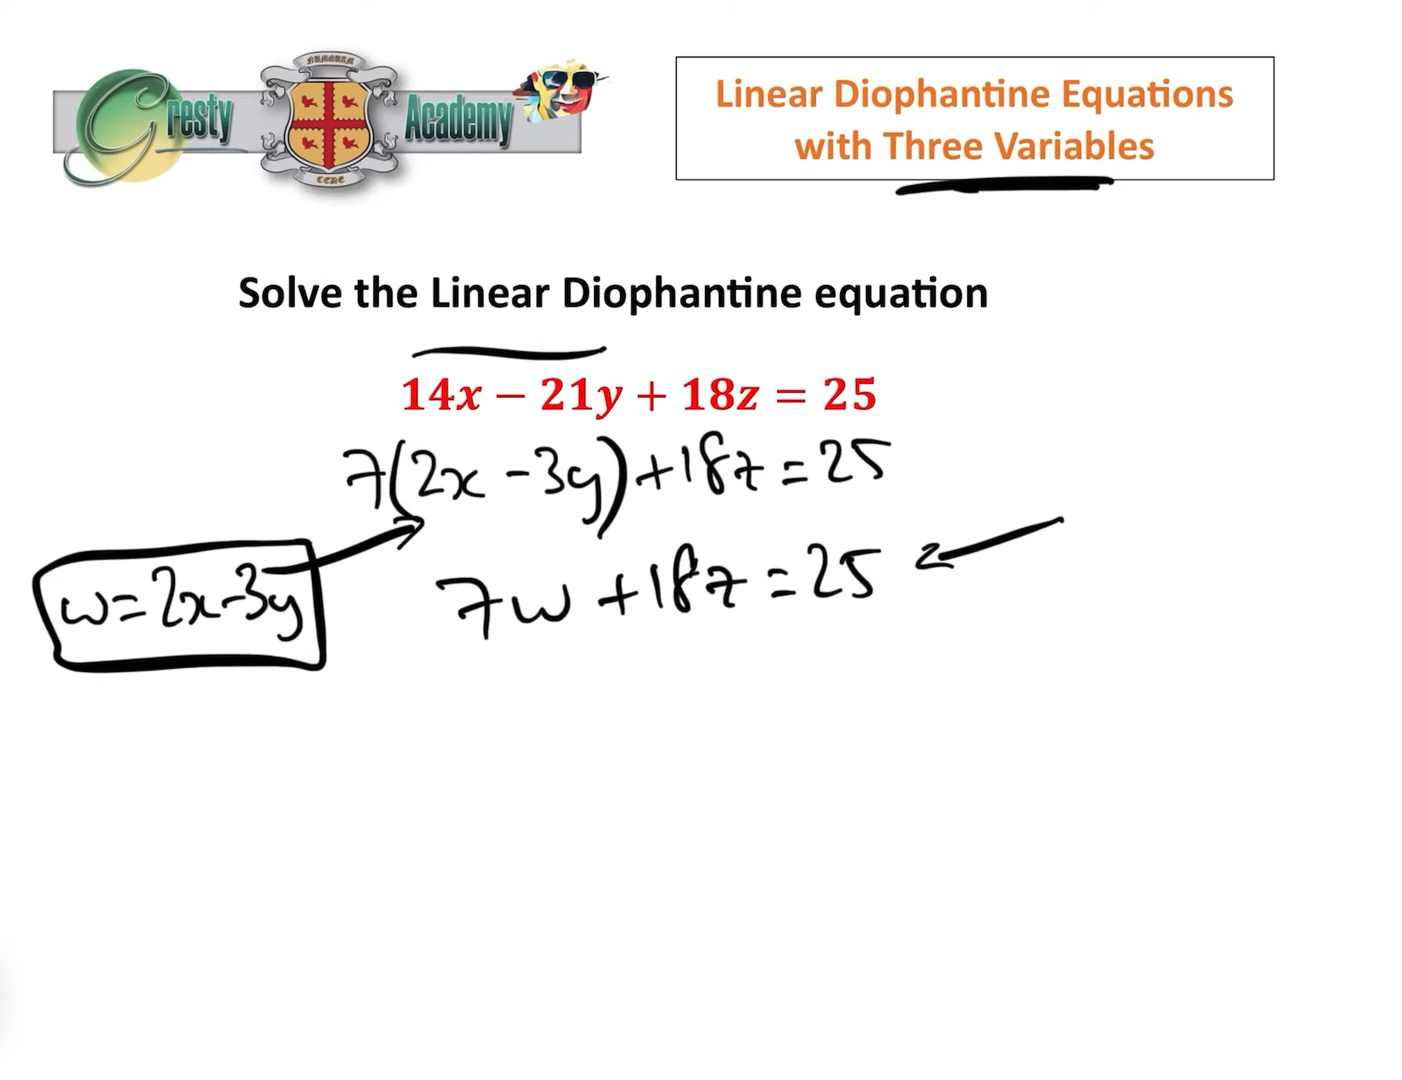 Gresty Academy
Linear Diophantine Equations
with Three Variables
Solve the Linear Diophantine equation
14x − 21y + 18z = 25
7(2x − 3y) + 18z = 25
w = 2x − 3y
7w + 18z = 25